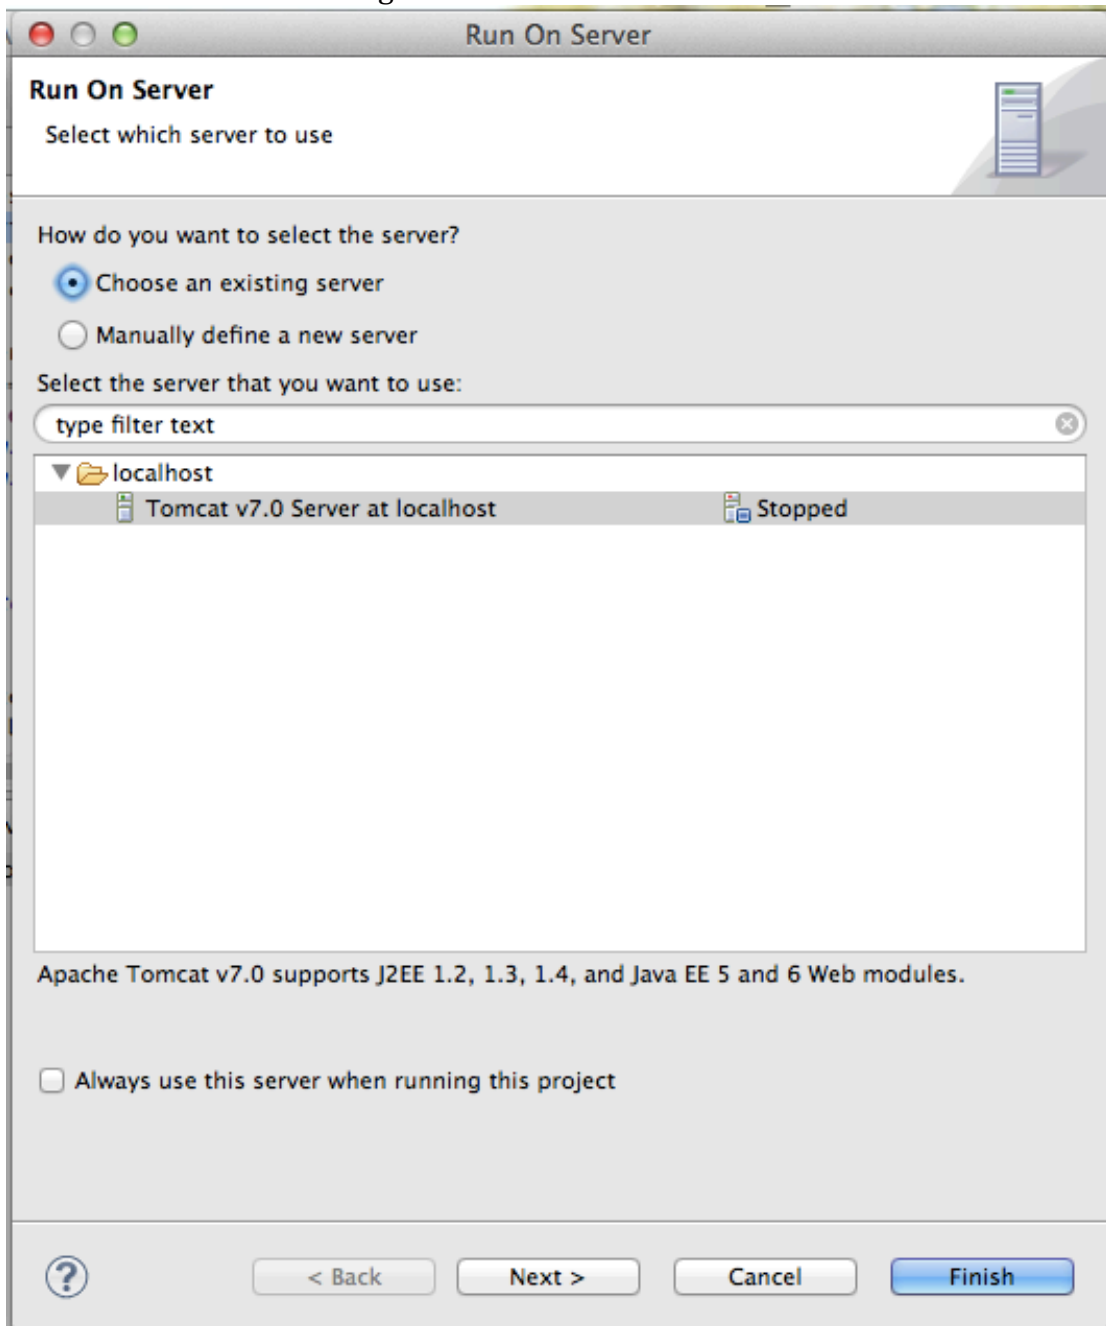 Run On Server
Run On Server
Select which server to use
How do you want to select the server?
Choose an existing server
Manually define a new server
Select the server that you want to use:
type filter text
localhost
Tomcat v7.0 Server at localhost Stopped
Apache Tomcat v7.0 supports J2EE 1.2, 1.3, 1.4, and Java EE 5 and 6 Web modules.
Always use this server when running this project
? < Back Next > Cancel Finish